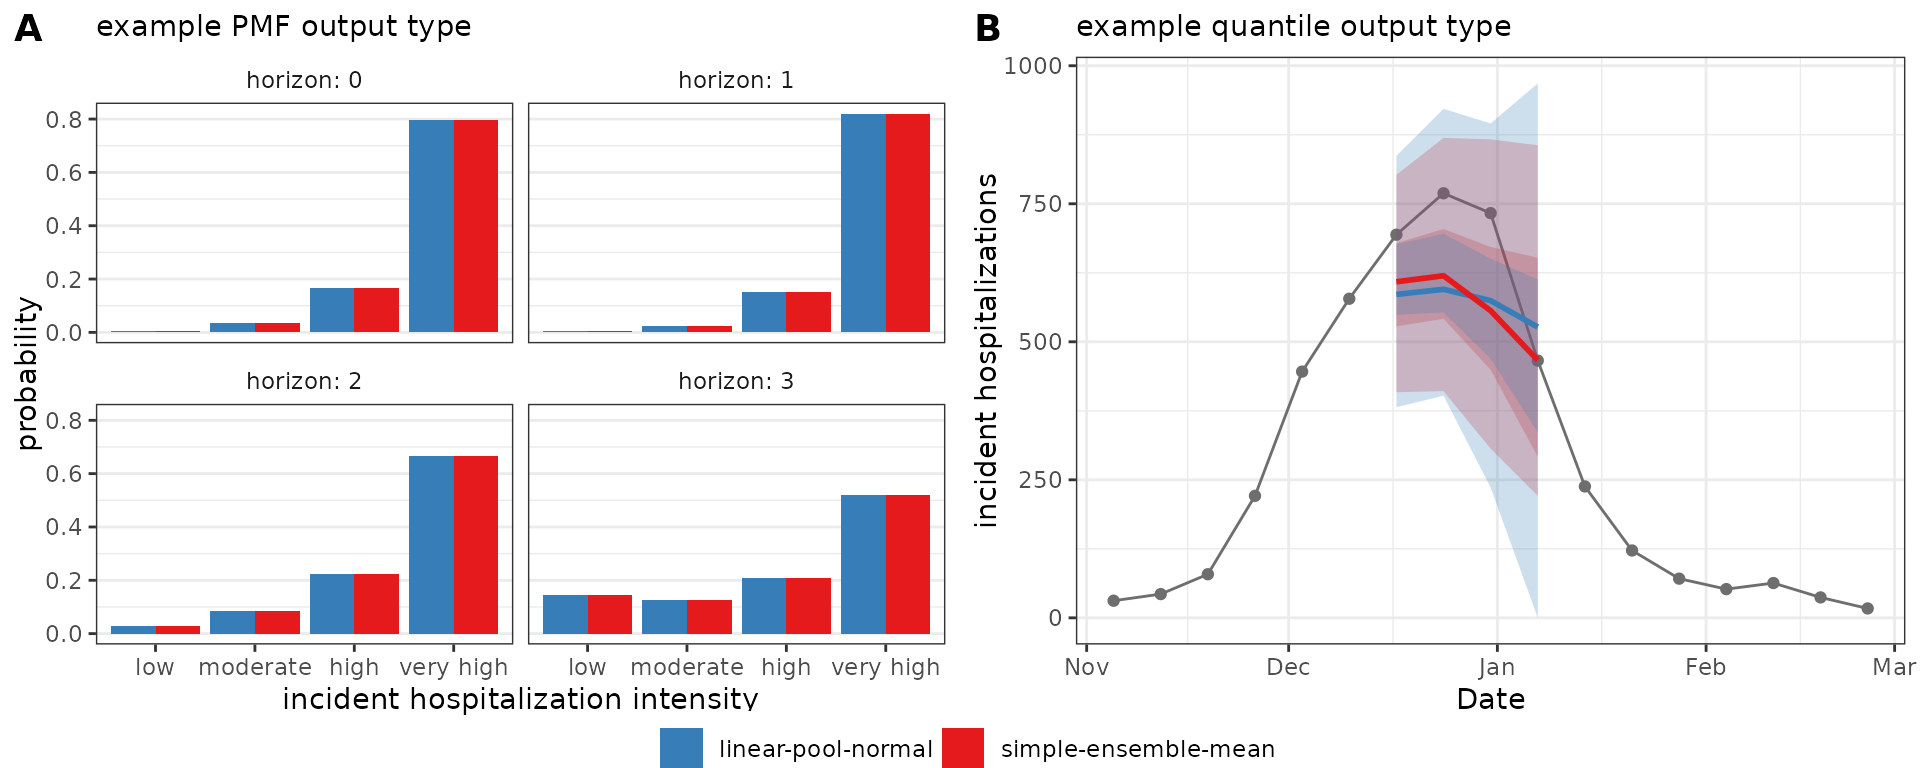 A example PMF output type
horizon: 0
horizon: 1
0.8
0.6
0.4
0.2
0.0
horizon: 2
horizon: 3
0.8
0.6
0.4
0.2
0.0
probability
low moderate high very high
low moderate high very high
incident hospitalization intensity
B example quantile output type
1000
750
500
250
0
incident hospitalizations
Nov Dec Jan Feb Mar
Date
linear-pool-normal simple-ensemble-mean